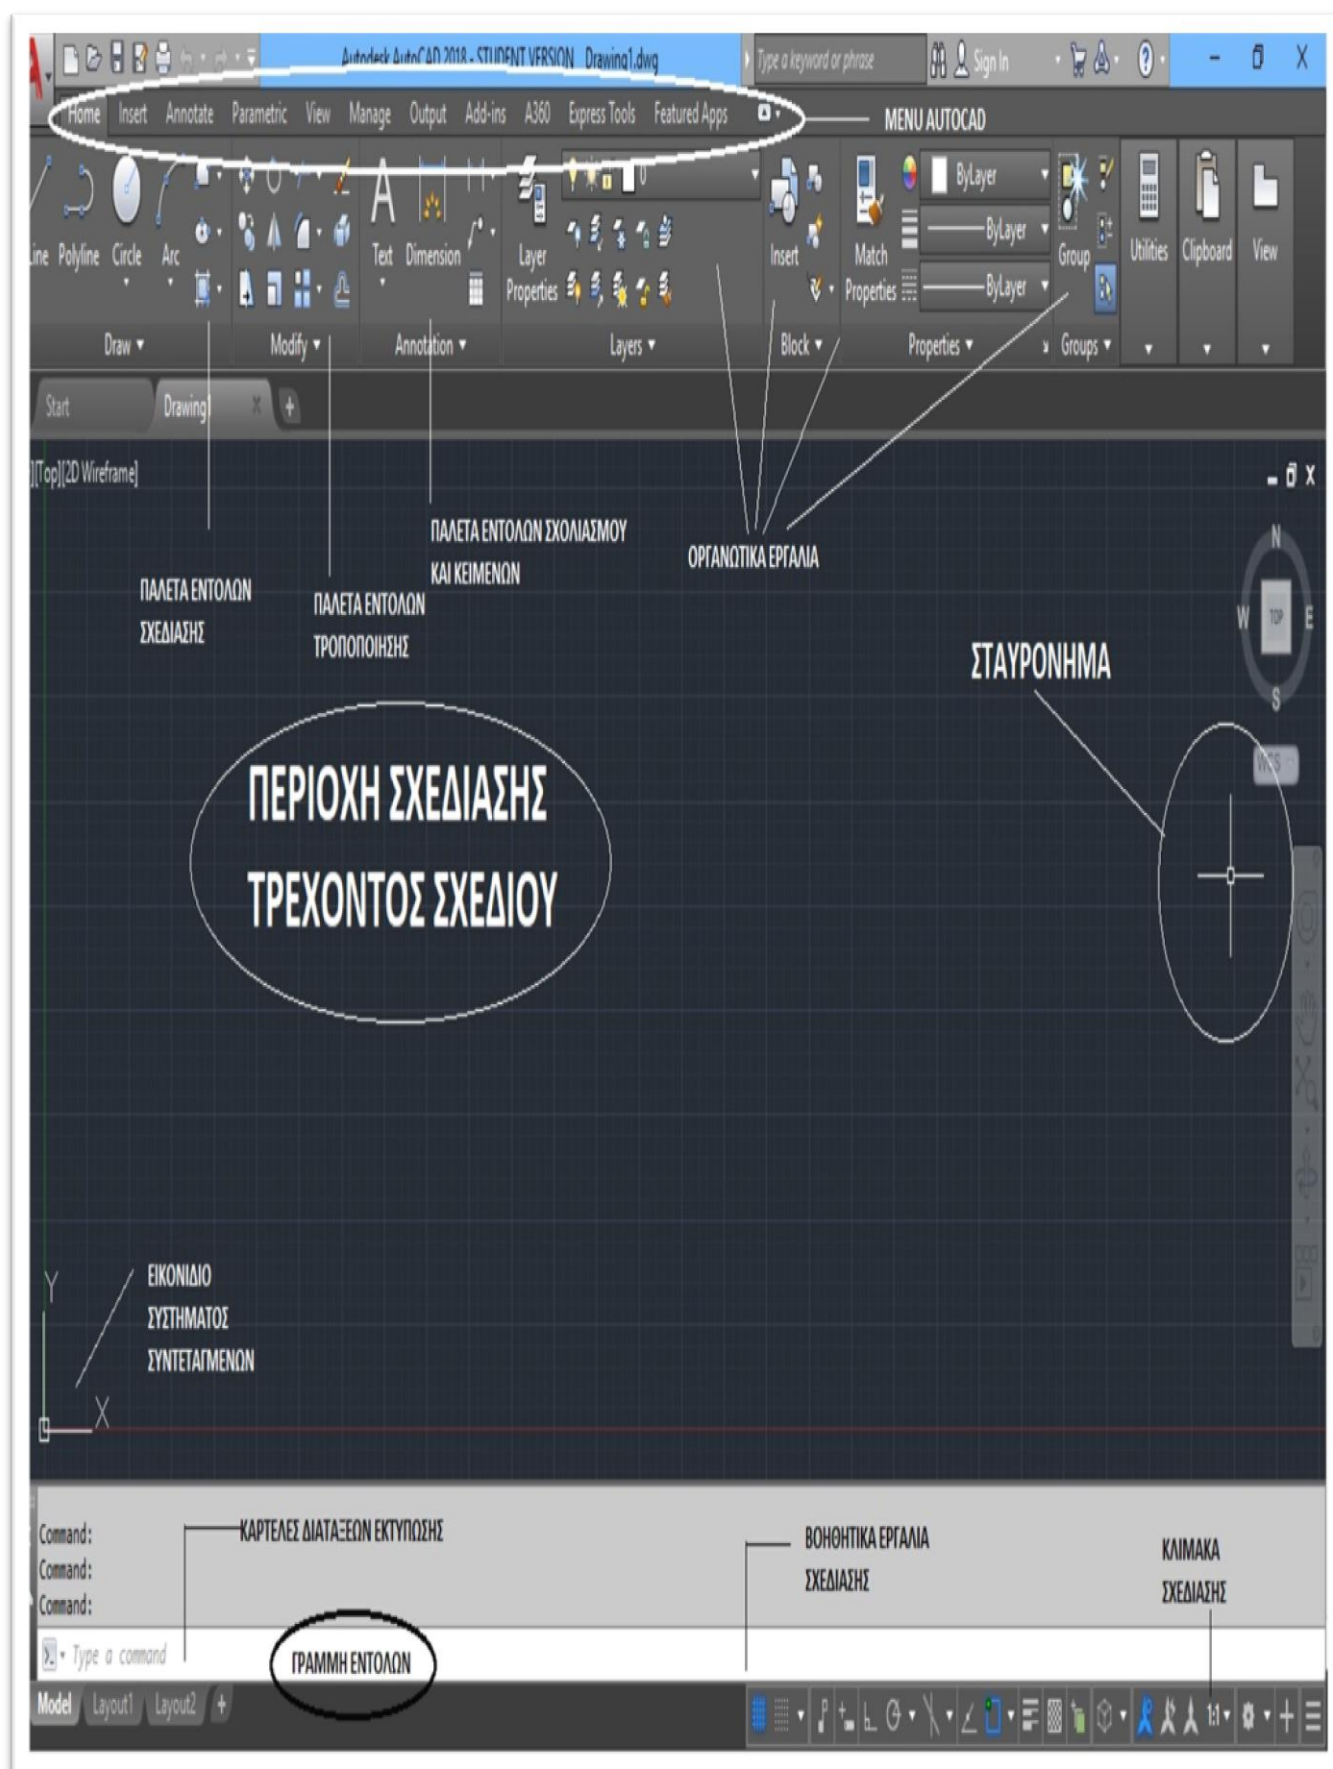 Autodesk AutoCAD 2018 - STUDENT VERSION Drawing1.dwg
Type a keyword or phrase
Sign In
Home Insert Annotate Parametric View Manage Output Add-ins A360 Express Tools Featured Apps
MENU AUTOCAD
Polyline Circle Arc
Text Dimension
Layer
Properties
0
Insert
Match
Properties
ByLayer
ByLayer
ByLayer
Group
Utilities
Clipboard
View
Draw Modify Annotation Layers Block Properties Groups
Start Drawing1
[Top][2D Wireframe]
ΠΑΛΕΤΑ ΕΝΤΟΛΩΝ ΣΧΟΛΙΑΣΜΟΥ
ΚΑΙ ΚΕΙΜΕΝΩΝ
ΟΡΓΑΝΩΤΙΚΑ ΕΡΓΑΛΙΑ
ΠΑΛΕΤΑ ΕΝΤΟΛΩΝ
ΣΧΕΔΙΑΣΗΣ
ΠΑΛΕΤΑ ΕΝΤΟΛΩΝ
ΤΡΟΠΟΠΟΙΗΣΗΣ
N
W TOP E
S
WCS
ΣΤΑΥΡΟΝΗΜΑ
ΠΕΡΙΟΧΗ ΣΧΕΔΙΑΣΗΣ
ΤΡΕΧΟΝΤΟΣ ΣΧΕΔΙΟΥ
ΕΙΚΟΝΙΔΙΟ
ΣΥΣΤΗΜΑΤΟΣ
ΣΥΝΤΕΤΑΓΜΕΝΩΝ
Y
X
ΚΑΡΤΕΛΕΣ ΔΙΑΤΑΞΕΩΝ ΕΚΤΥΠΩΣΗΣ
ΒΟΗΘΗΤΙΚΑ ΕΡΓΑΛΙΑ
ΣΧΕΔΙΑΣΗΣ
ΚΛΙΜΑΚΑ
ΣΧΕΔΙΑΣΗΣ
Command:
Command:
Command:
Type a command
ΓΡΑΜΜΗ ΕΝΤΟΛΩΝ
Model Layout1 Layout2 +
1:1